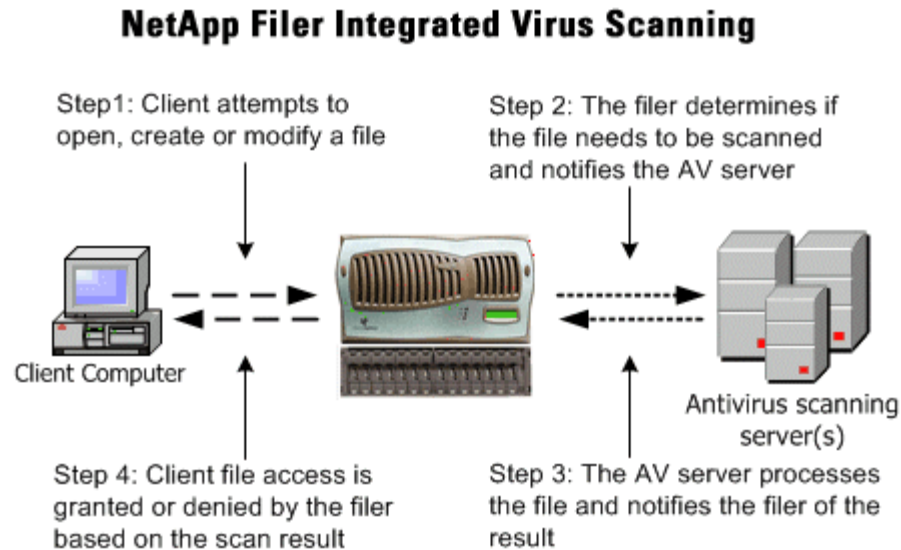 NetApp Filer Integrated Virus Scanning
Step1: Client attempts to
open, create or modify a file
Step 2: The filer determines if
the file needs to be scanned
and notifies the AV server
Client Computer
Antivirus scanning
server(s)
Step 4: Client file access is
granted or denied by the filer
based on the scan result
Step 3: The AV server processes
the file and notifies the filer of the
result